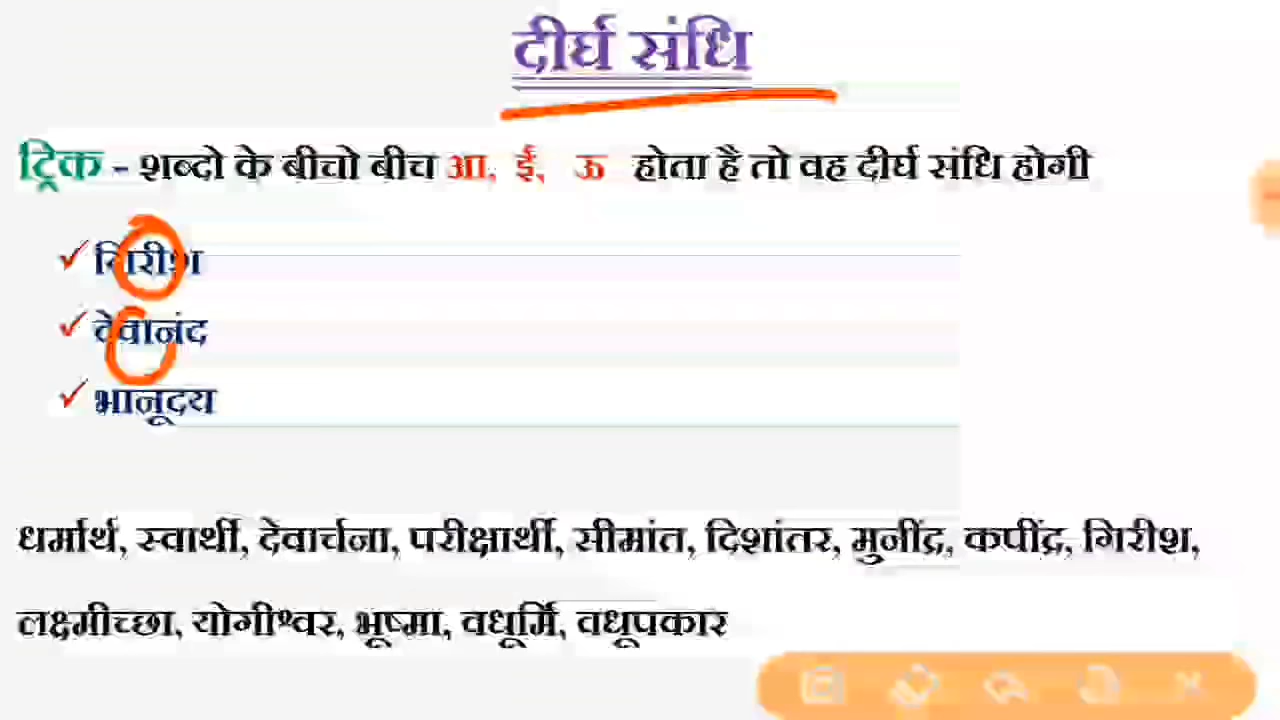 दीर्घ संधि
ट्रिक - शब्दो के बीचो बीच आ, ई, ऊ होता है तो वह दीर्घ संधि होगी
✓ गिरीश
✓ देवानंद
✓ भानूदय
धर्मार्थ, स्वार्थी, देवार्चना, परीक्षार्थी, सीमांत, दिशांतर, मुनींद्र, कपींद्र, गिरीश,
लक्ष्मीच्छा, योगीश्वर, भूष्मा, वधूर्मि, वधूपकार